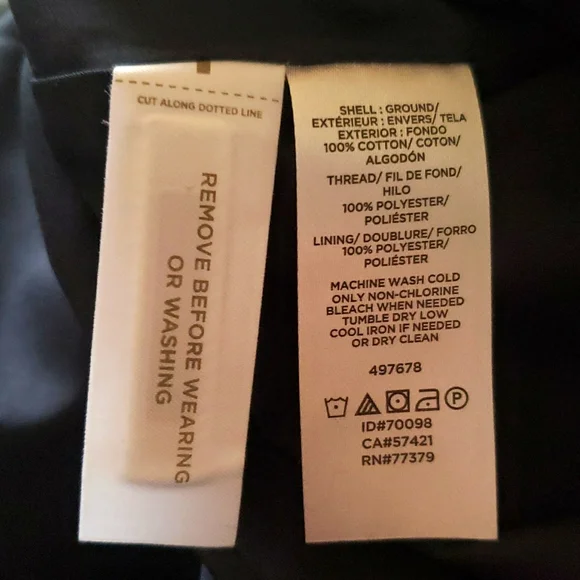 CUT ALONG DOTTED LINE
REMOVE BEFORE WEARING
OR WASHING
SHELL : GROUND/
EXTÉRIEUR : ENVERS/ TELA
EXTERIOR : FONDO
100% COTTON/ COTON/
ALGODÓN
THREAD/ FIL DE FOND/
HILO
100% POLYESTER/
POLIÉSTER
LINING/ DOUBLURE/ FORRO
100% POLYESTER/
POLIÉSTER
MACHINE WASH COLD
ONLY NON-CHLORINE
BLEACH WHEN NEEDED
TUMBLE DRY LOW
COOL IRON IF NEEDED
OR DRY CLEAN
497678
P
ID#70098
CA#57421
RN#77379